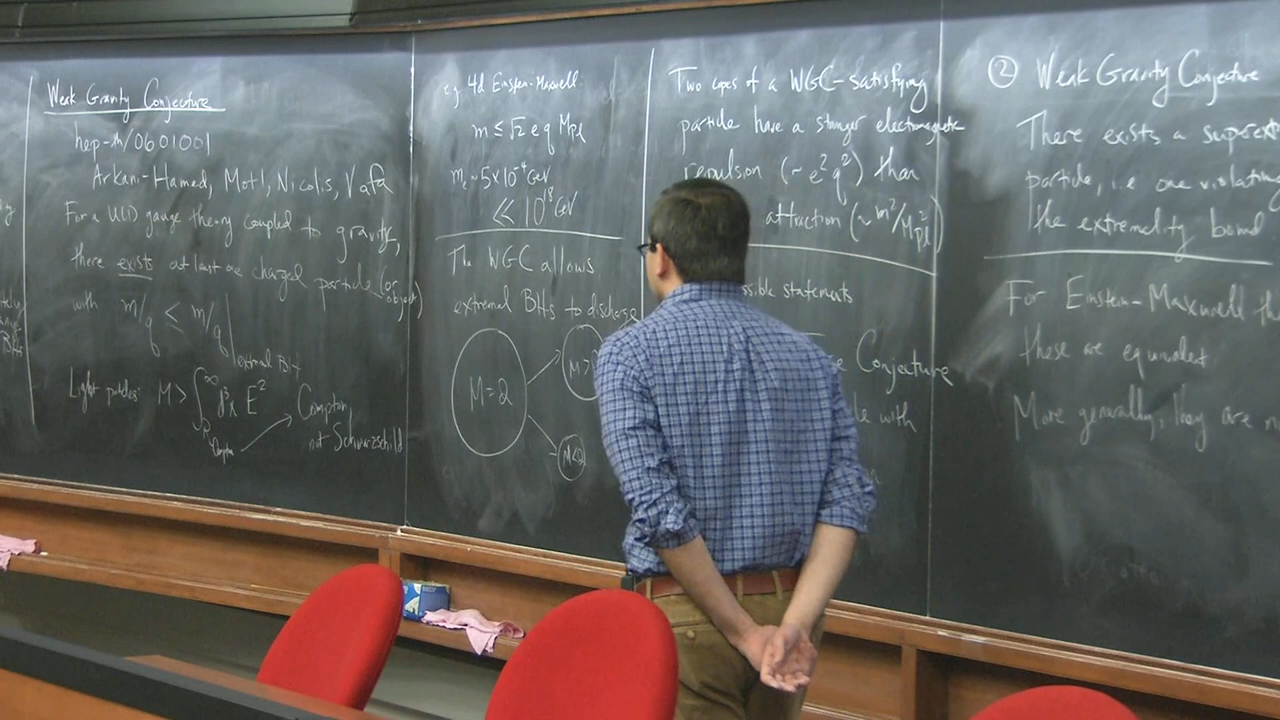 Weak Gravity Conjecture
hep-th/0601001
Arkani-Hamed, Motl, Nicolis, Vafa
For a U(1) gauge theory coupled to gravity,
there exists at least one charged particle (or object)
with m/q ≤ m/q | extremal BH
Light particles: M > ∫_R^∞ d³x E²
Compton,
not Schwarzschild
e.g. 4d Einstein-Maxwell
m ≤ √2 e q Mpl
me ~ 5×10⁻⁴ GeV
≪ 10¹⁸ GeV
The WGC allows
extremal BHs to discharge
M=Q
M>
M<Q
Two copies of a WGC-satisfying
particle have a stronger electromagnetic
repulsion (~e²q²) than
attraction (~m²/M²pl)
statements
Conjecture
with
② Weak Gravity Conjecture
There exists a superext
particle, i.e. one violating
the extremality bound
For Einstein-Maxwell th
these are equivalent
More generally, they are n